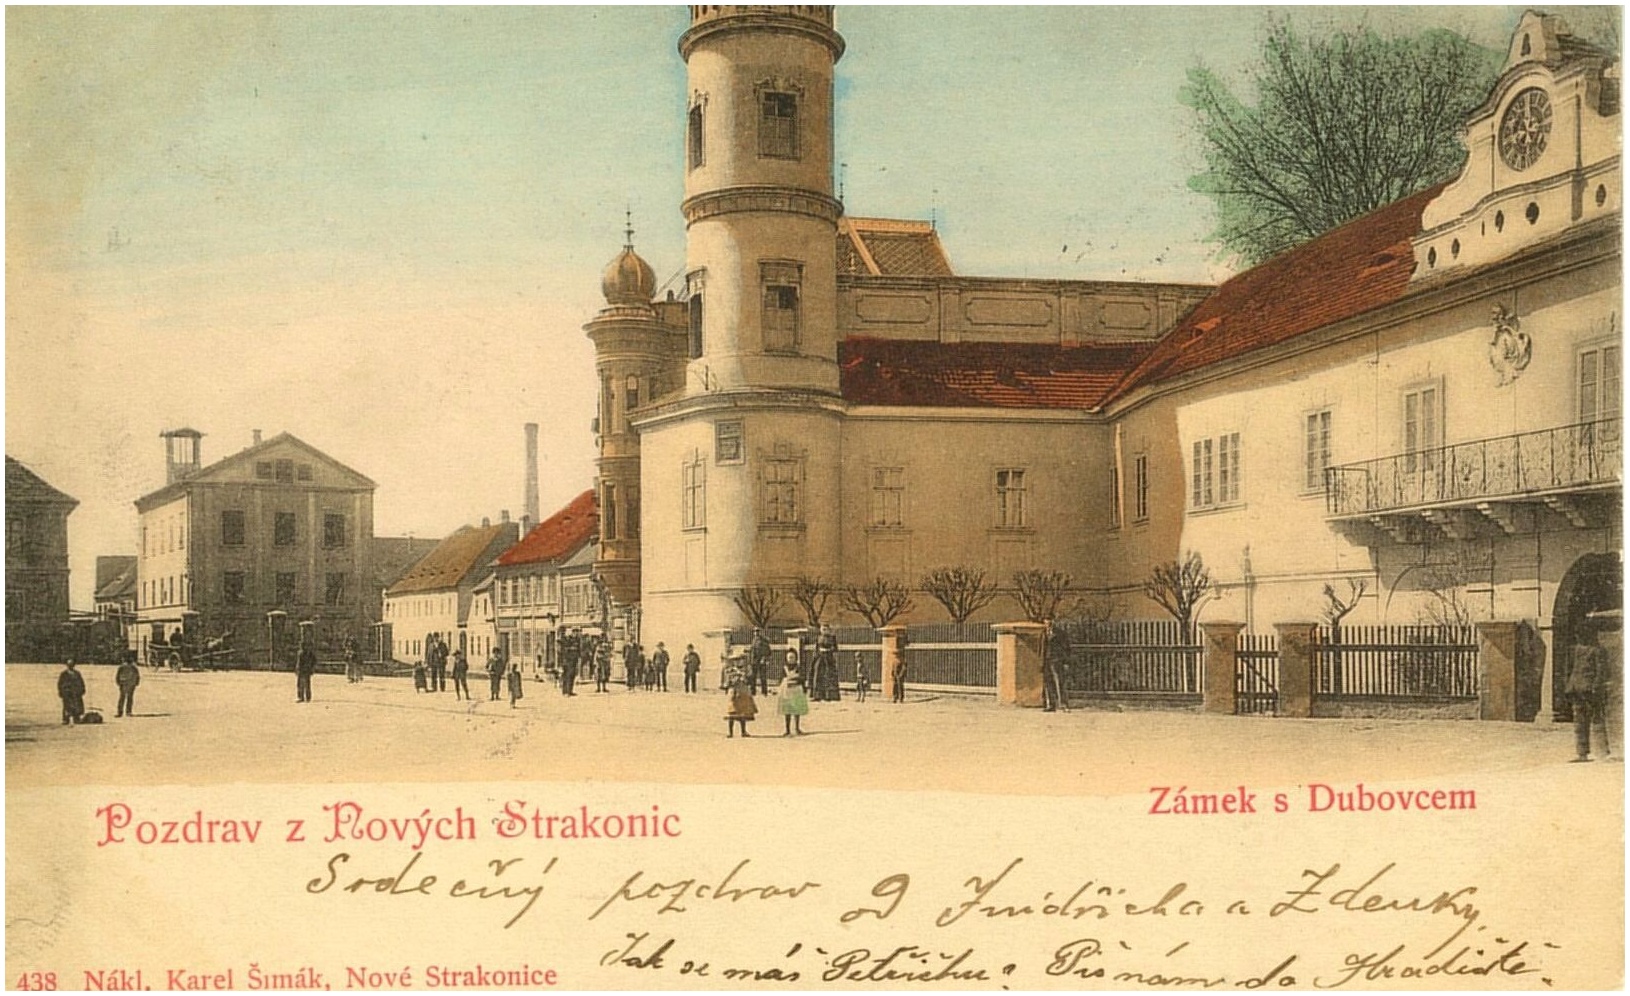 Pozdrav z Nových Strakonic
Zámek s Dubovcem
Srdečný pozdrav od Jindřicha a Zdenky
Jak se máš Petříčku? Piš nám do Hradiště.
438 Nákl. Karel Šimák, Nové Strakonice